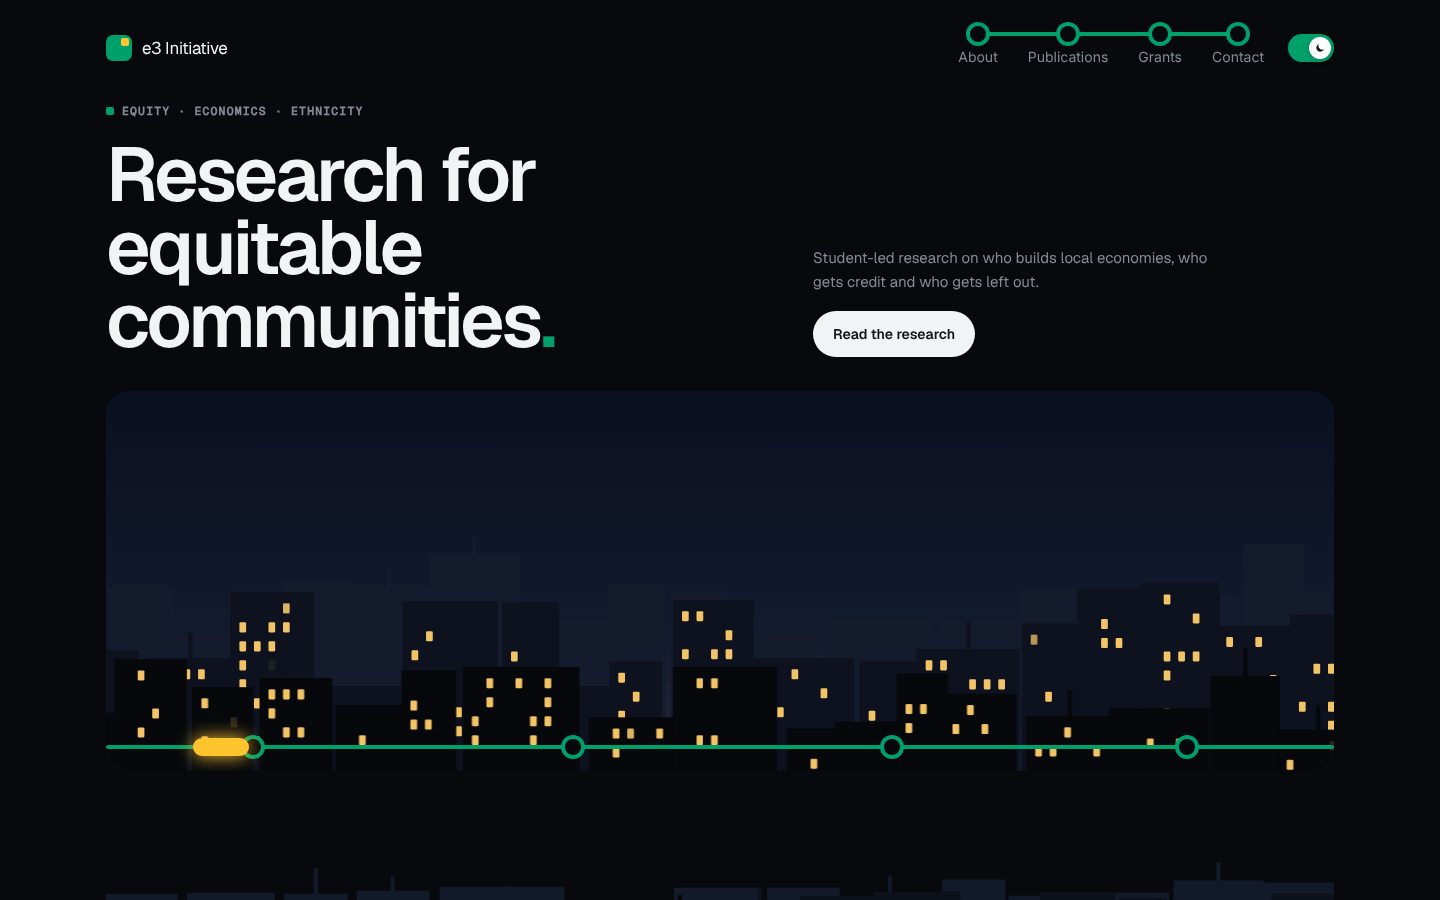 e3 Initiative
About
Publications
Grants
Contact
EQUITY · ECONOMICS · ETHNICITY
Research for
equitable
communities.
Student-led research on who builds local economies, who
gets credit and who gets left out.
Read the research